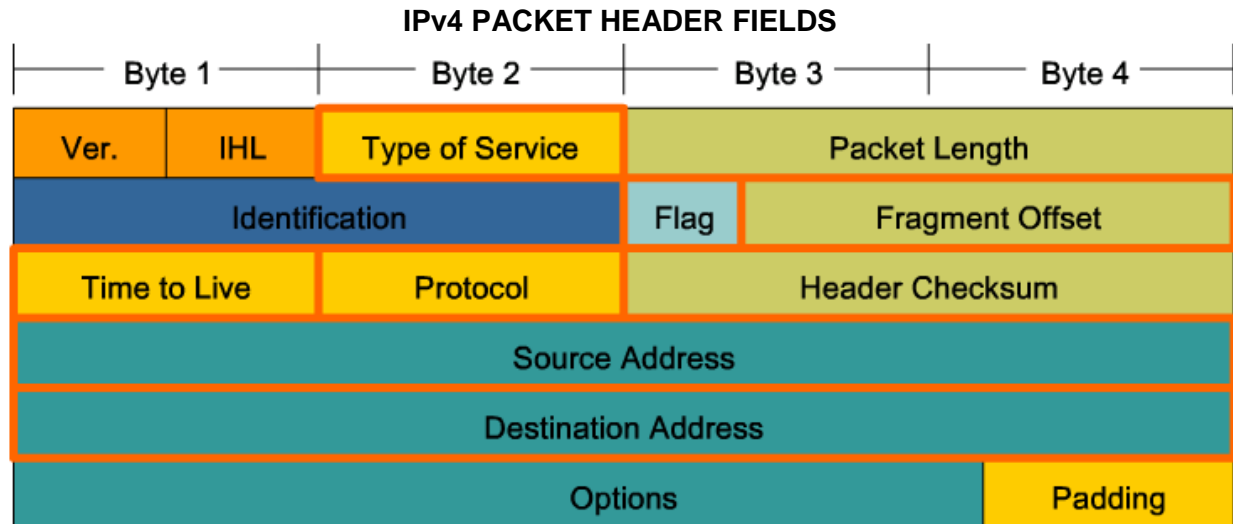 IPv4 PACKET HEADER FIELDS
Byte 1 Byte 2 Byte 3 Byte 4
Ver. IHL Type of Service Packet Length
Identification Flag Fragment Offset
Time to Live Protocol Header Checksum
Source Address
Destination Address
Options Padding